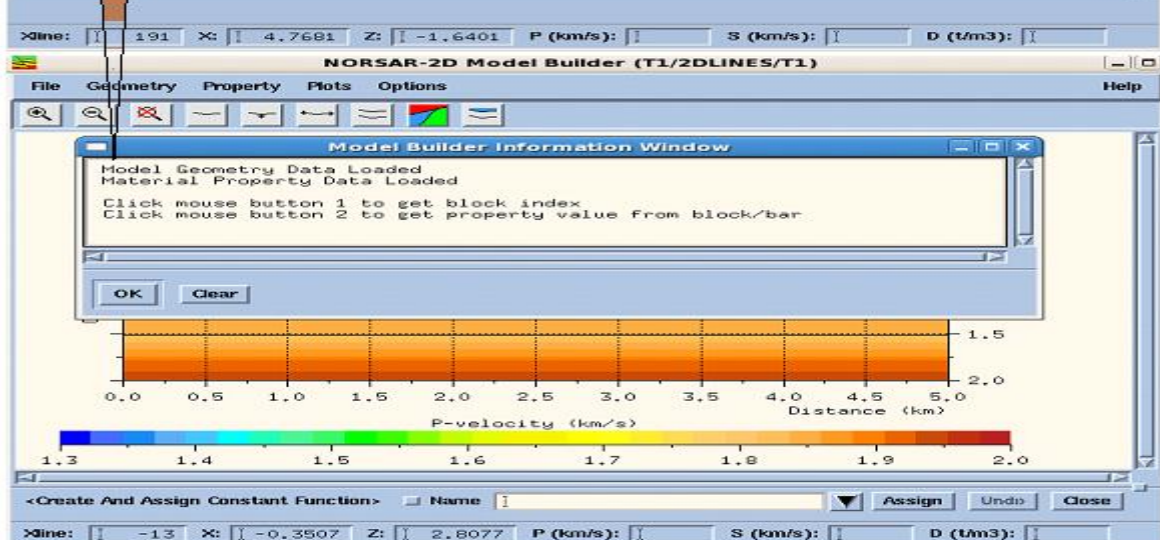 Xline: 191 X: 4.7681 Z: -1.6401 P (km/s): S (km/s): D (t/m3):
NORSAR-2D Model Builder (T1/2DLINES/T1)
File Geometry Property Plots Options Help
Model Builder Information Window
Model Geometry Data Loaded
Material Property Data Loaded
Click mouse button 1 to get block index
Click mouse button 2 to get property value from block/bar
OK Clear
1.5
2.0
0.0 0.5 1.0 1.5 2.0 2.5 3.0 3.5 4.0 4.5 5.0
Distance (km)
P-velocity (km/s)
1.3 1.4 1.5 1.6 1.7 1.8 1.9 2.0
<Create And Assign Constant Function> Name Assign Undo Close
Xline: -13 X: -0.3507 Z: 2.8077 P (km/s): S (km/s): D (t/m3):